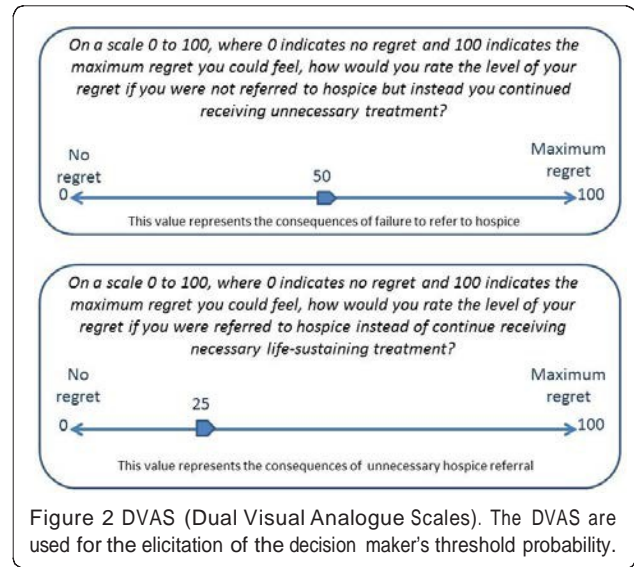 On a scale 0 to 100, where 0 indicates no regret and 100 indicates the
maximum regret you could feel, how would you rate the level of your
regret if you were not referred to hospice but instead you continued
receiving unnecessary treatment?
No
regret
Maximum
regret
50
0
100
This value represents the consequences of failure to refer to hospice
On a scale 0 to 100, where 0 indicates no regret and 100 indicates the
maximum regret you could feel, how would you rate the level of your
regret if you were referred to hospice instead of continue receiving
necessary life-sustaining treatment?
No
regret
Maximum
regret
25
0
100
This value represents the consequences of unnecessary hospice referral
Figure 2 DVAS (Dual Visual Analogue Scales). The DVAS are
used for the elicitation of the decision maker's threshold probability.